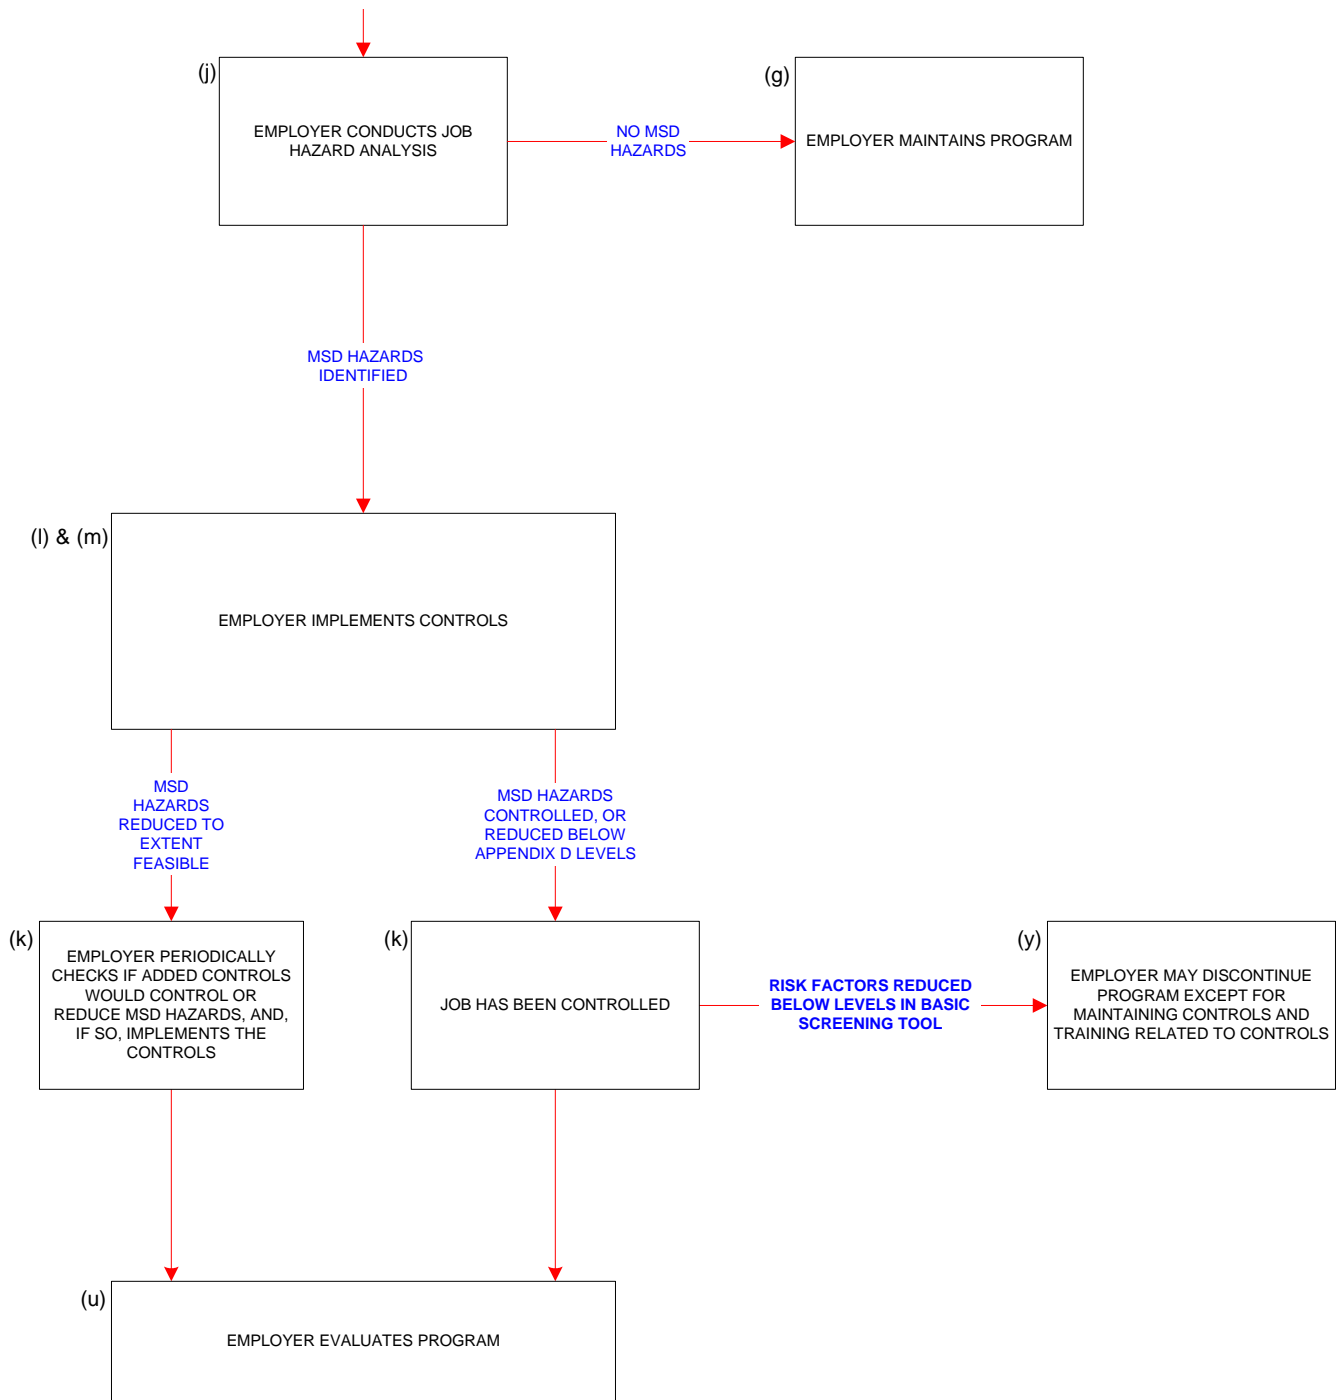 (j)
EMPLOYER CONDUCTS JOB
HAZARD ANALYSIS
NO MSD
HAZARDS
(g)
EMPLOYER MAINTAINS PROGRAM
MSD HAZARDS
IDENTIFIED
(l) & (m)
EMPLOYER IMPLEMENTS CONTROLS
MSD
HAZARDS
REDUCED TO
EXTENT
FEASIBLE
MSD HAZARDS
CONTROLLED, OR
REDUCED BELOW
APPENDIX D LEVELS
(k)
EMPLOYER PERIODICALLY
CHECKS IF ADDED CONTROLS
WOULD CONTROL OR
REDUCE MSD HAZARDS, AND,
IF SO, IMPLEMENTS THE
CONTROLS
(k)
JOB HAS BEEN CONTROLLED
RISK FACTORS REDUCED
BELOW LEVELS IN BASIC
SCREENING TOOL
(y)
EMPLOYER MAY DISCONTINUE
PROGRAM EXCEPT FOR
MAINTAINING CONTROLS AND
TRAINING RELATED TO CONTROLS
(u)
EMPLOYER EVALUATES PROGRAM